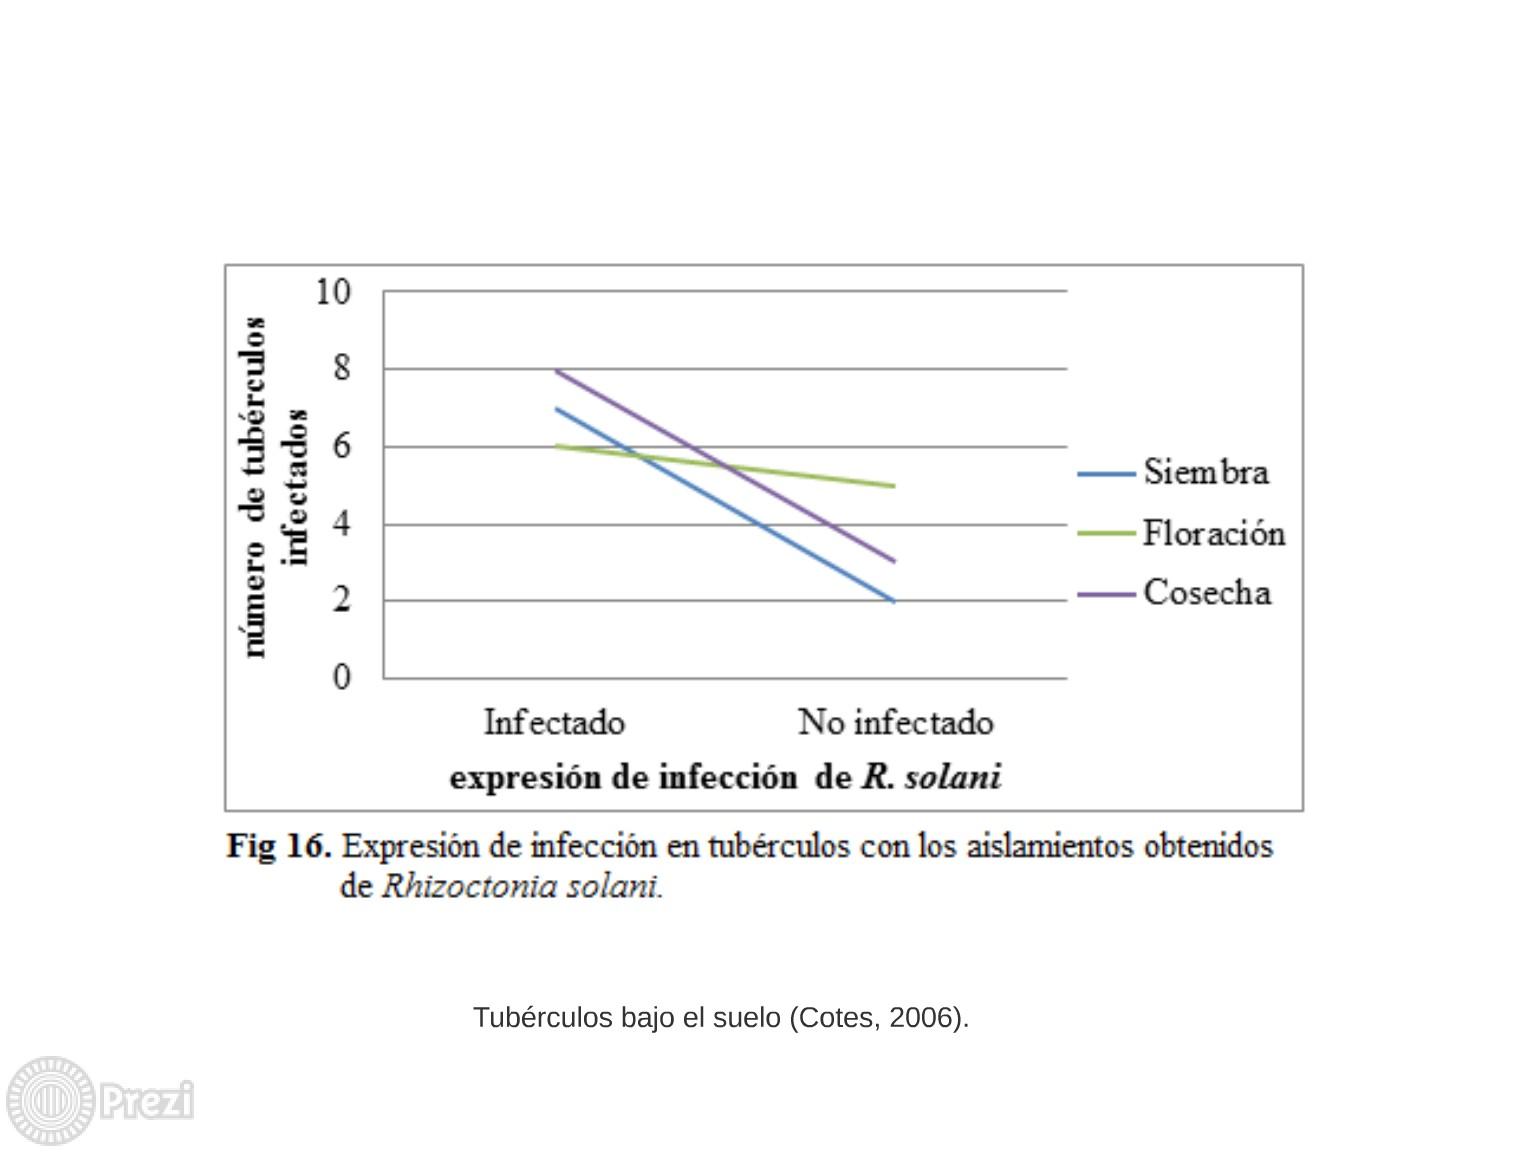 10
8
6
4
2
0
número de tubérculos
infectados
Siembra
Floración
Cosecha
Infectado No infectado
expresión de infección de R. solani
Fig 16. Expresión de infección en tubérculos con los aislamientos obtenidos
de Rhizoctonia solani.
Tubérculos bajo el suelo (Cotes, 2006).
Prezi